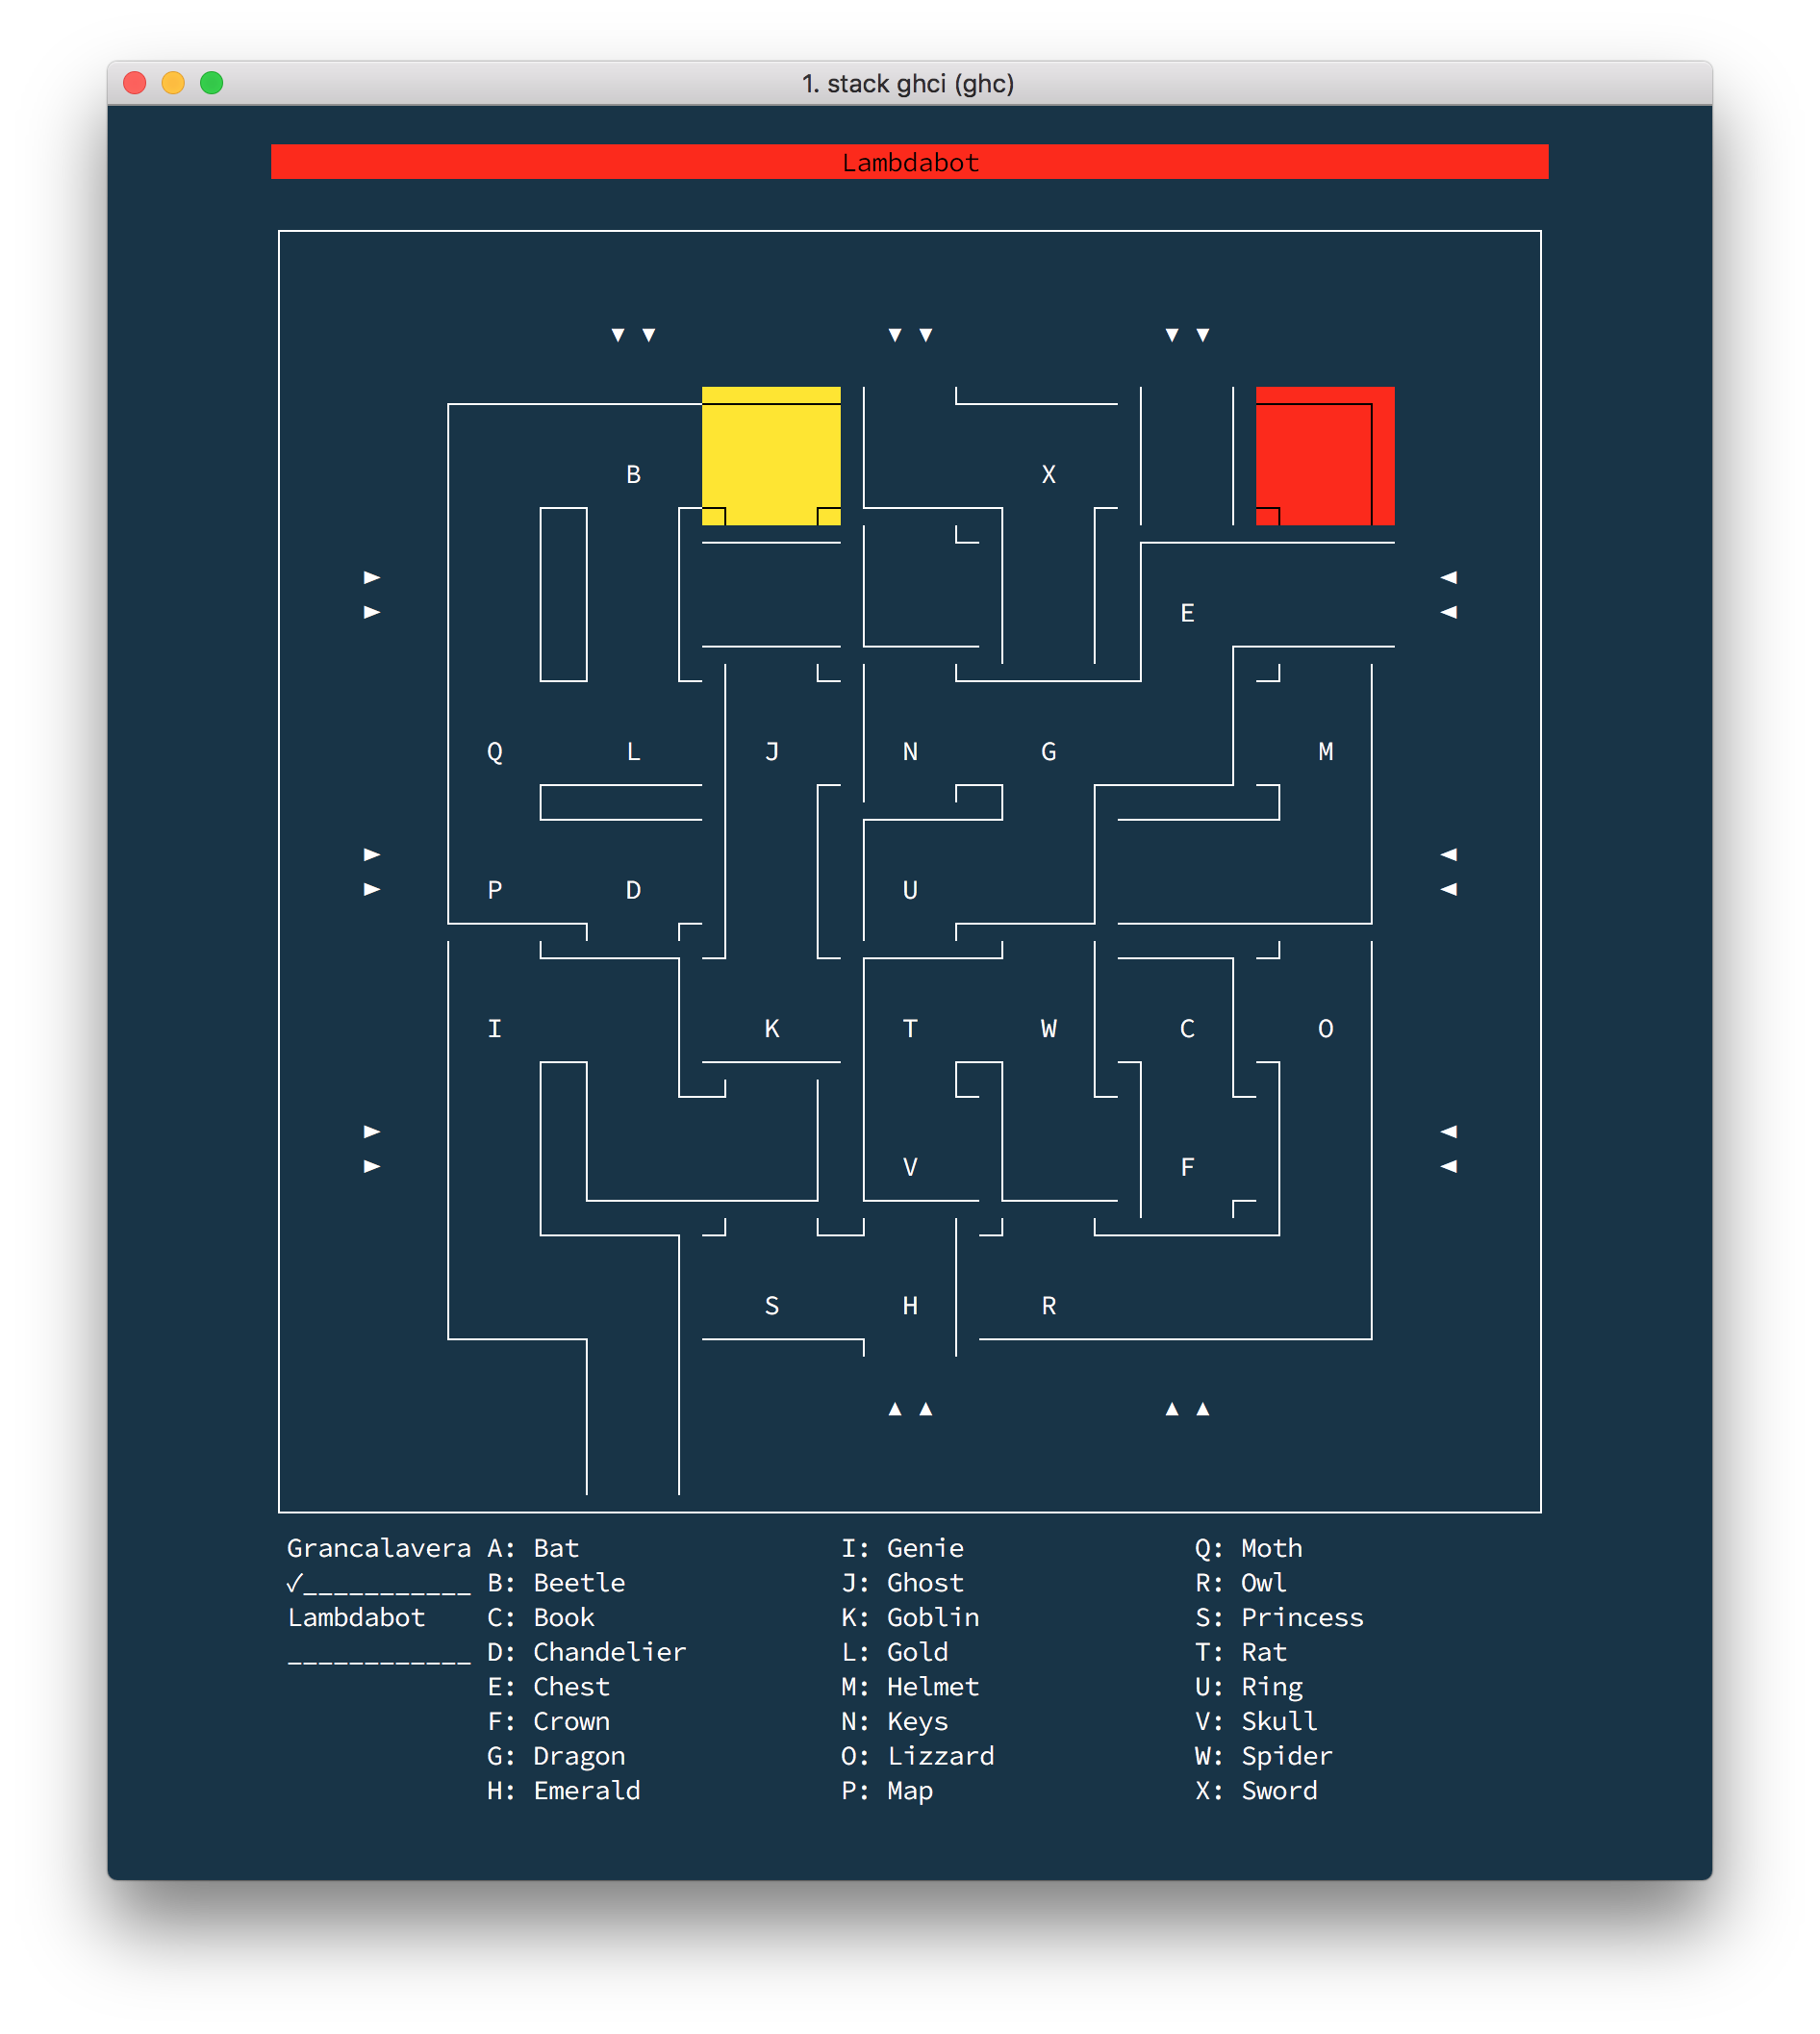 1. stack ghci (ghc)
Lambdabot
▼ ▼ ▼ ▼ ▼ ▼
B X
► ◄
► E ◄
Q L J N G M
► ◄
► P D U ◄
I K T W C O
► ◄
► V F ◄
S H R
▲ ▲ ▲ ▲
Grancalavera A: Bat I: Genie Q: Moth
✓___________ B: Beetle J: Ghost R: Owl
Lambdabot C: Book K: Goblin S: Princess
____________ D: Chandelier L: Gold T: Rat
E: Chest M: Helmet U: Ring
F: Crown N: Keys V: Skull
G: Dragon O: Lizzard W: Spider
H: Emerald P: Map X: Sword